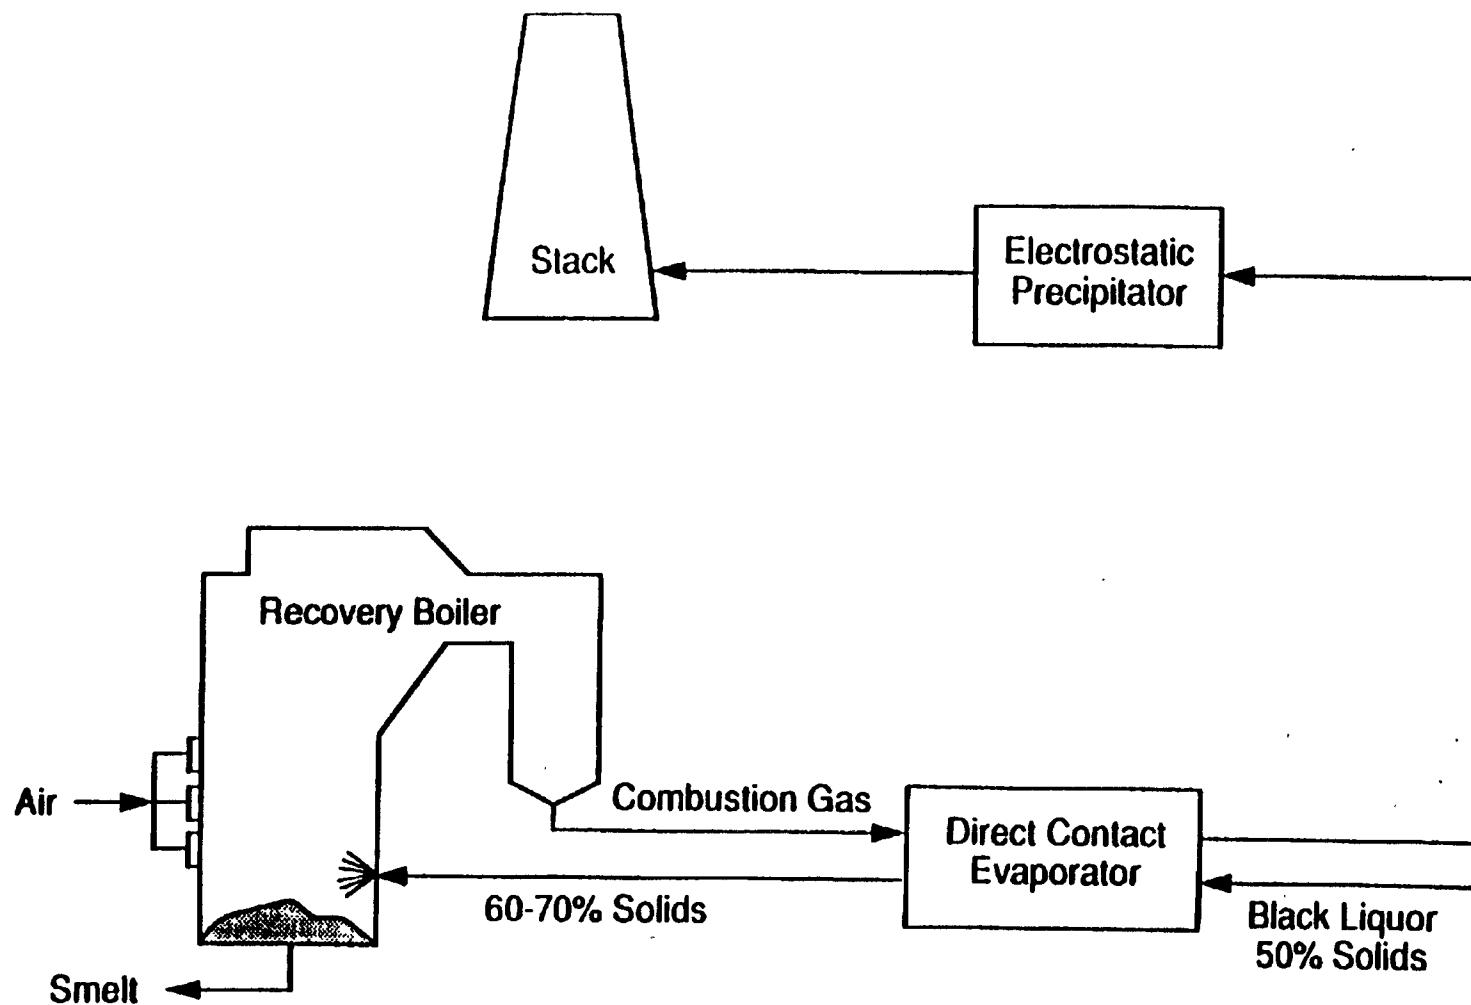 Stack
Electrostatic
Precipitator
Recovery Boiler
Air
Combustion Gas
Direct Contact
Evaporator
60-70% Solids
Black Liquor
50% Solids
Smelt